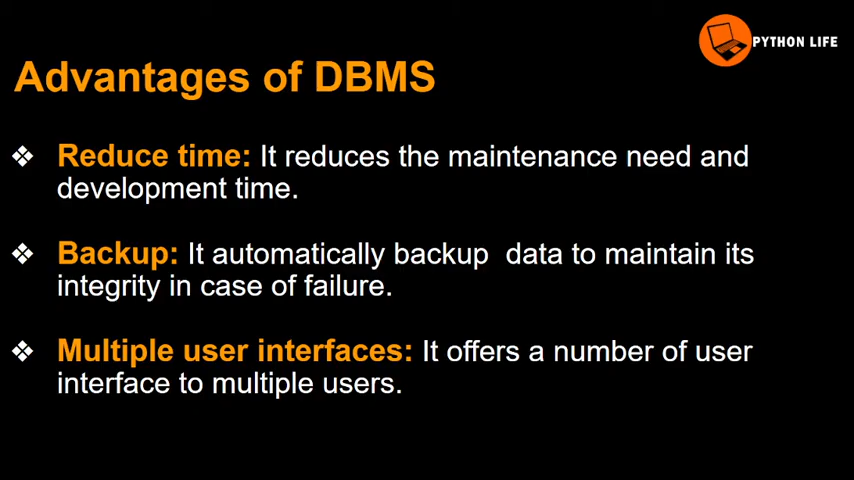 PYTHON LIFE
Advantages of DBMS
❖ Reduce time: It reduces the maintenance need and
development time.
❖ Backup: It automatically backup  data to maintain its
integrity in case of failure.
❖ Multiple user interfaces: It offers a number of user
interface to multiple users.